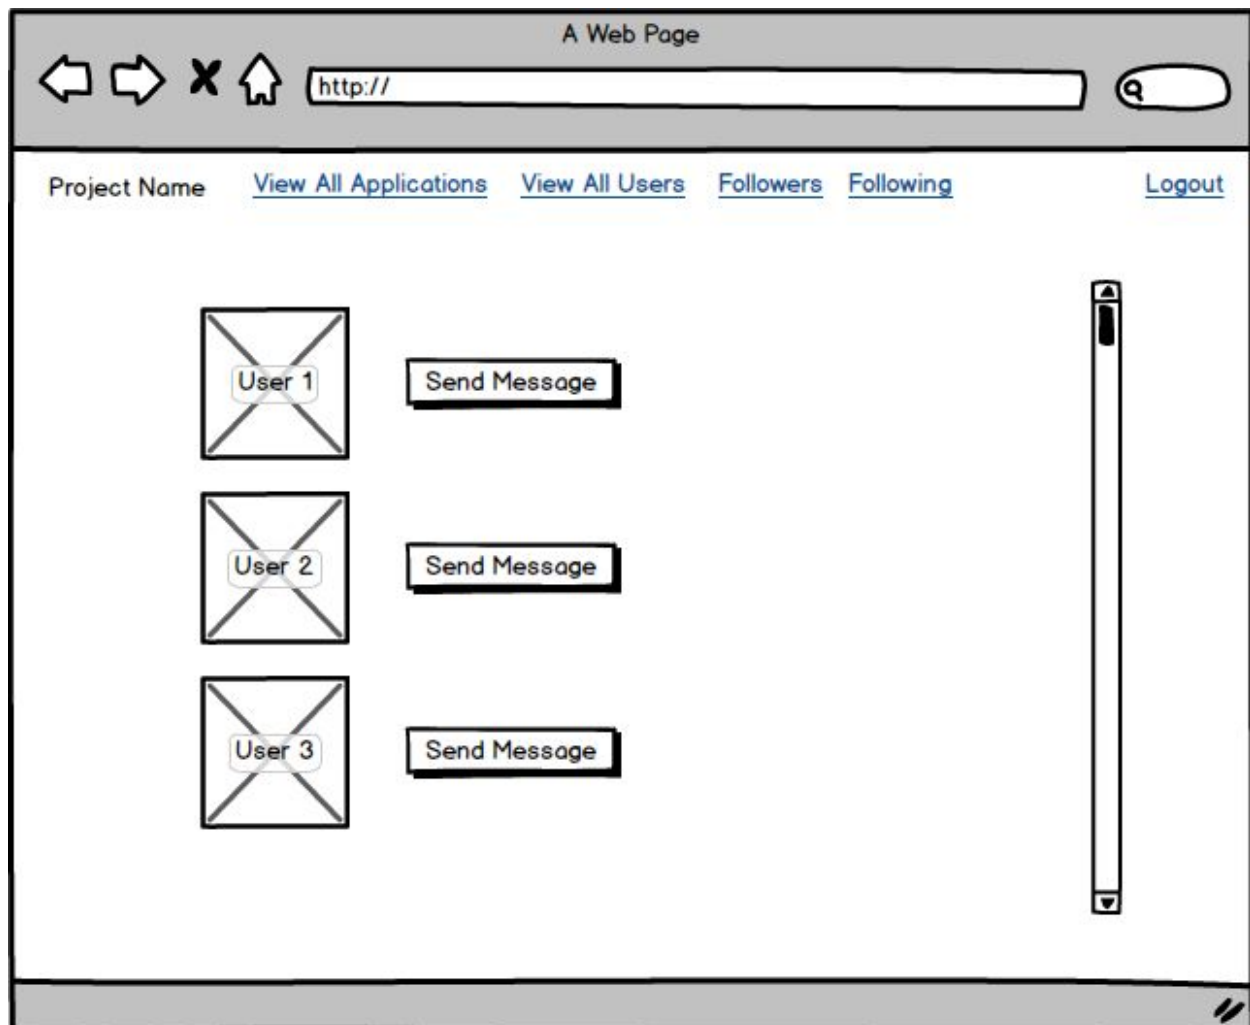 A Web Page
http://
Project Name View All Applications View All Users Followers Following Logout
User 1 Send Message
User 2 Send Message
User 3 Send Message